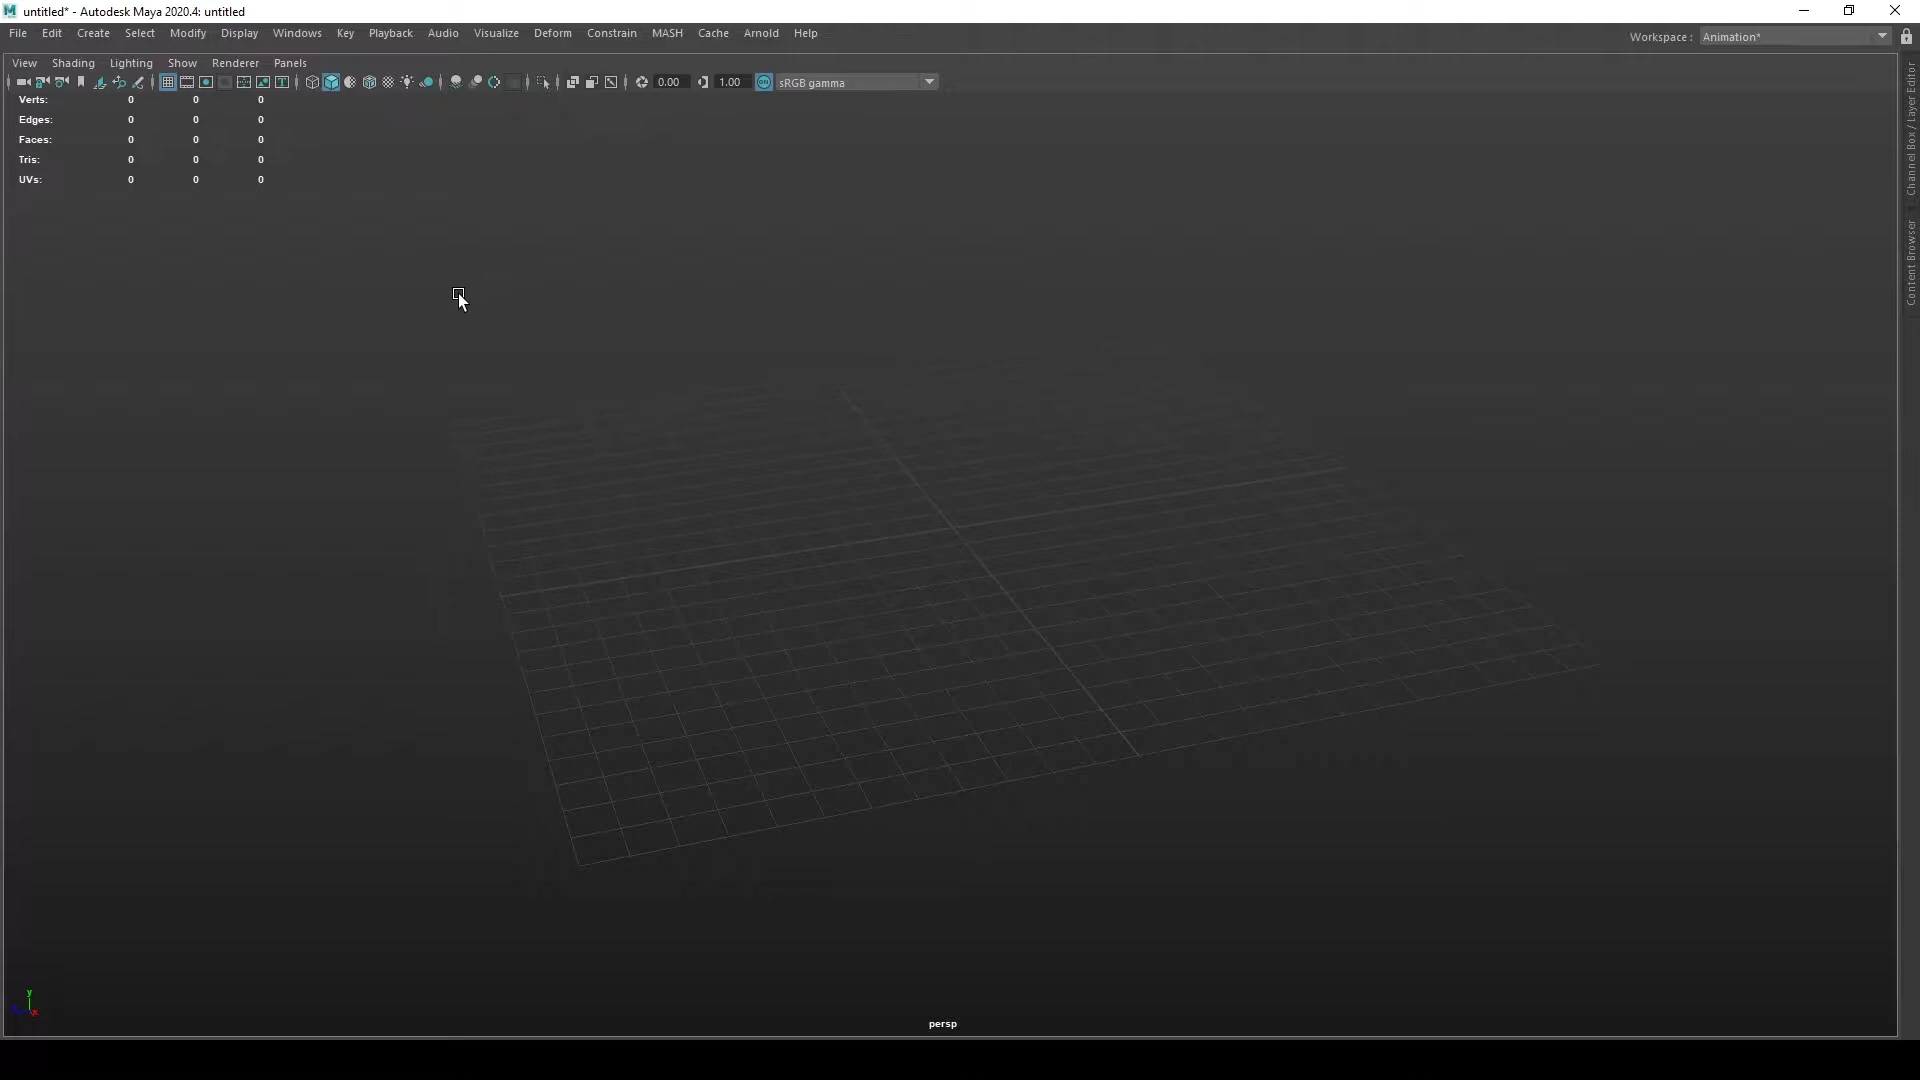 untitled* - Autodesk Maya 2020.4: untitled
File Edit Create Select Modify Display Windows Key Playback Audio Visualize Deform Constrain MASH Cache Arnold Help
Workspace : Animation*
View Shading Lighting Show Renderer Panels
0.00 1.00 ON sRGB gamma
Verts: 0 0 0
Edges: 0 0 0
Faces: 0 0 0
Tris: 0 0 0
UVs: 0 0 0
Channel Box / Layer Editor
Content Browser
y
x
persp